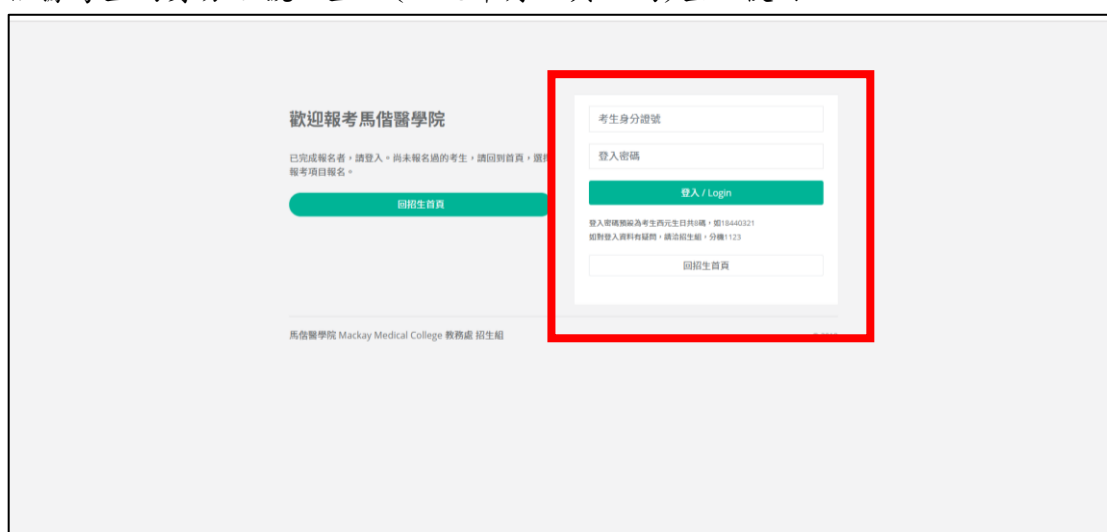 歡迎報考馬偕醫學院
已完成報名者，請登入。尚未報名過的考生，請回到首頁，選
報考項目報名。
回招生首頁
考生身分證號
登入密碼
登入 / Login
登入密碼預設為考生西元生日共8碼，如18440321
如對登入資料有疑問，請洽招生組，分機1123
回招生首頁
馬偕醫學院 Mackay Medical College 教務處 招生組